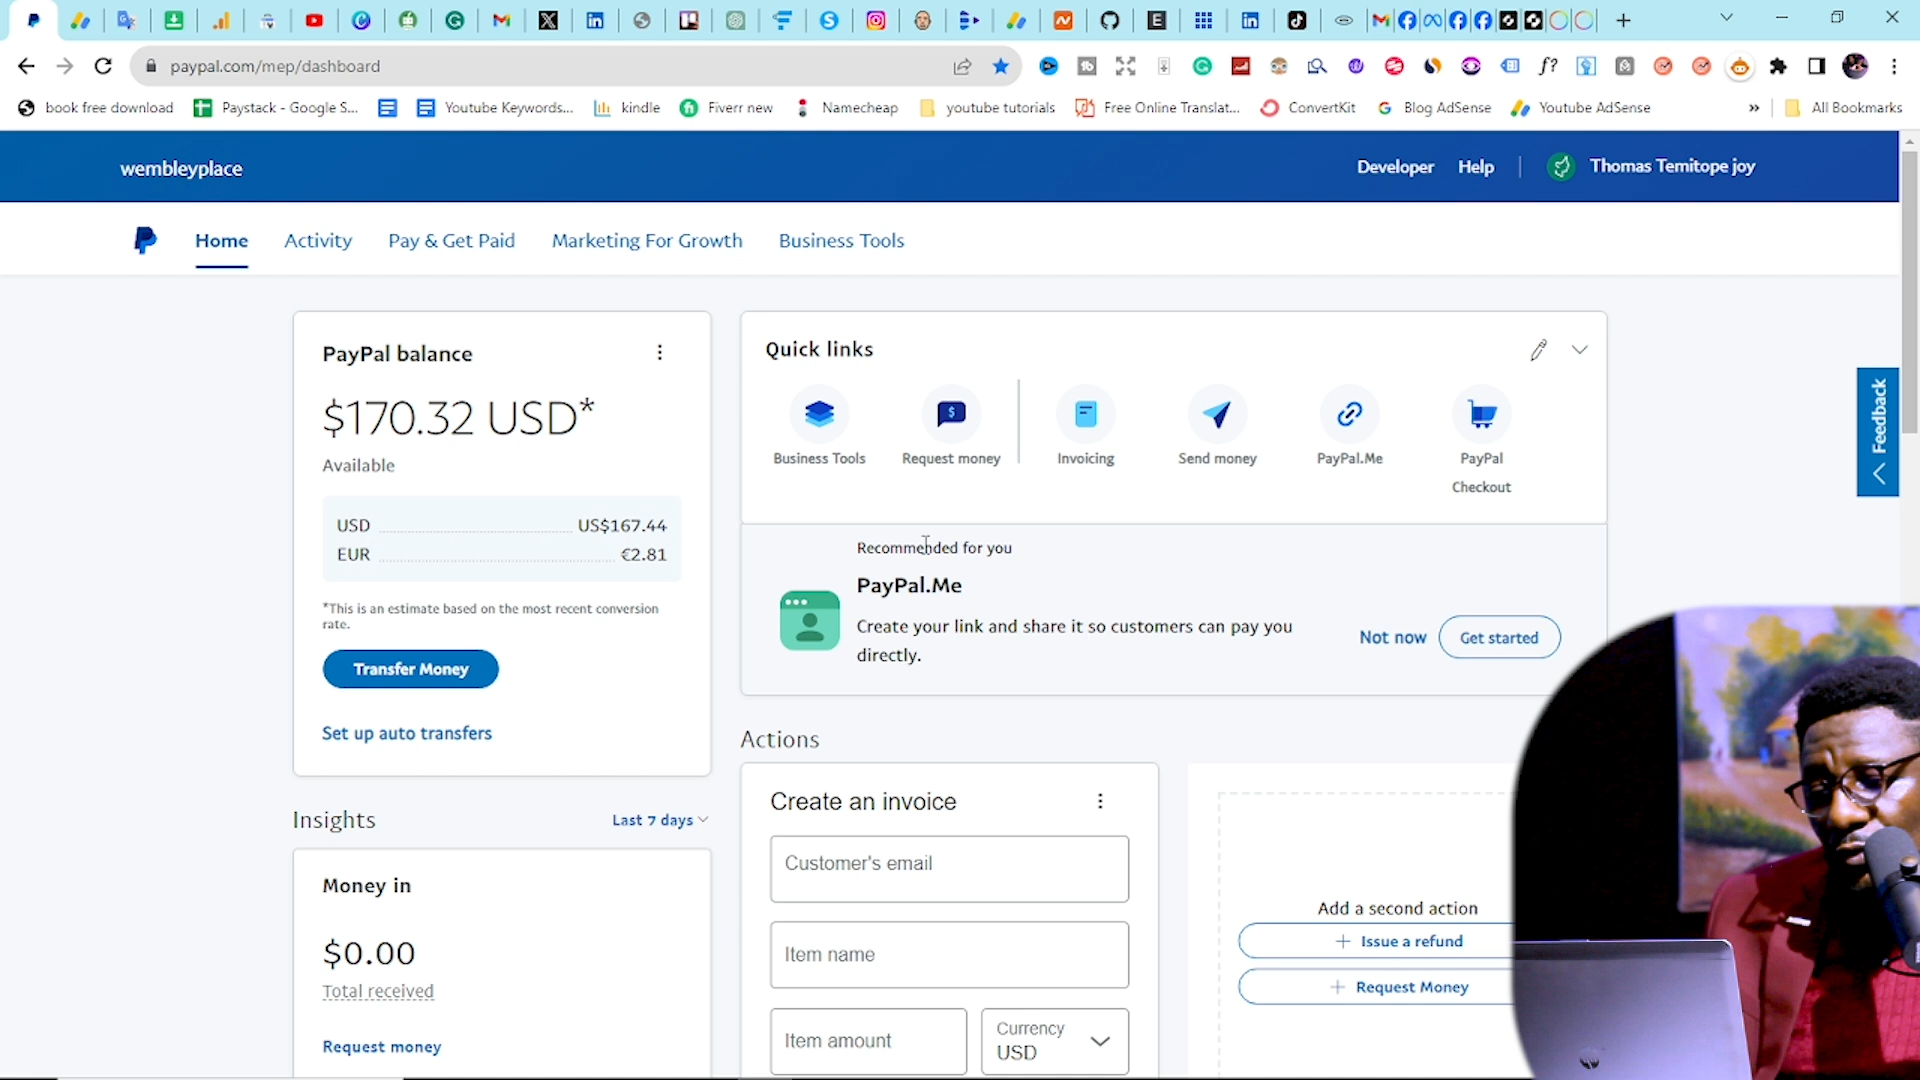 paypal.com/mep/dashboard
book free download
Paystack - Google S...
Youtube Keywords...
kindle
Fiverr new
Namecheap
youtube tutorials
Free Online Translat...
ConvertKit
Blog AdSense
Youtube AdSense
»
All Bookmarks
wembleyplace
Developer
Help
Thomas Temitope joy
Home
Activity
Pay & Get Paid
Marketing For Growth
Business Tools
PayPal balance
$170.32 USD*
Available
USD US$167.44
EUR €2.81
*This is an estimate based on the most recent conversion
rate.
Transfer Money
Set up auto transfers
Quick links
Business Tools
Request money
Invoicing
Send money
PayPal.Me
PayPal
Checkout
Recommended for you
PayPal.Me
Create your link and share it so customers can pay you
directly.
Not now
Get started
Feedback
Insights
Last 7 days
Money in
$0.00
Total received
Request money
Actions
Create an invoice
Customer's email
Item name
Item amount
Currency
USD
Add a second action
+ Issue a refund
+ Request Money